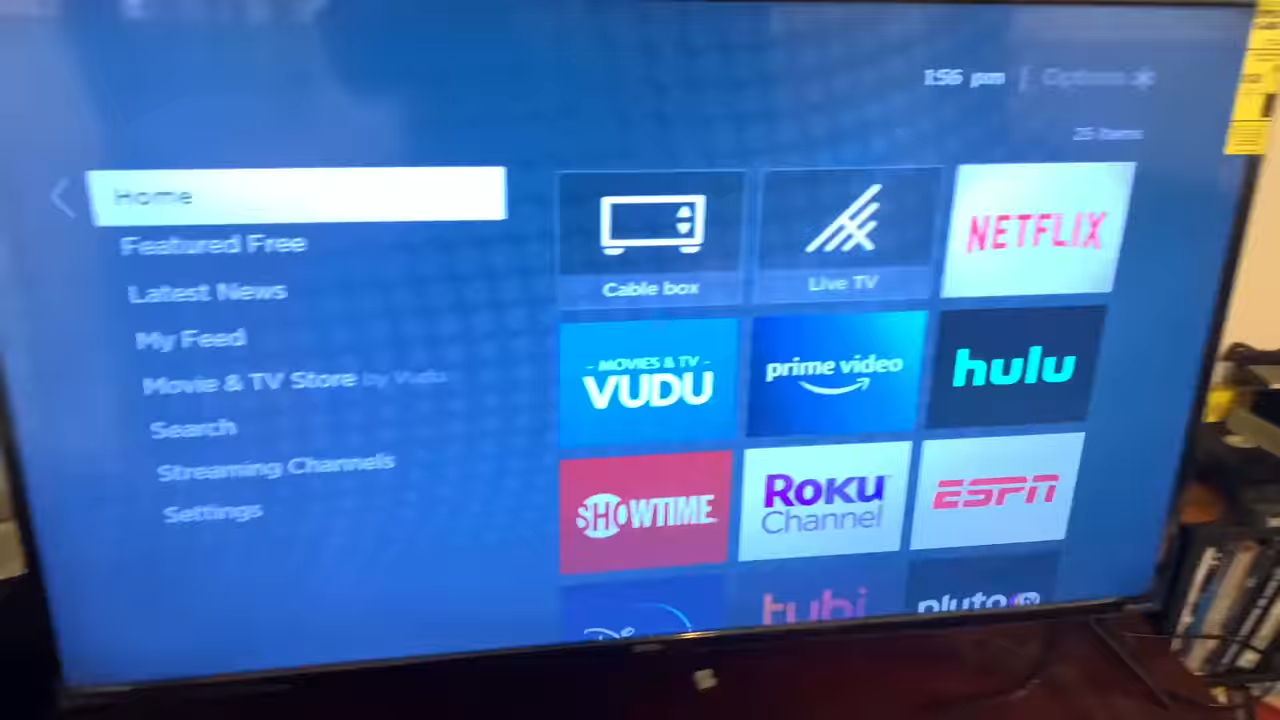 1:56 pm | Options *
25 items
Home
Featured Free
Latest News
My Feed
Movie & TV Store by Vudu
Search
Streaming Channels
Settings
Cable box
Live TV
NETFLIX
- MOVIES & TV -
VUDU
prime video
hulu
SHOWTIME
Roku
Channel
ESPN
tubi
pluto tv